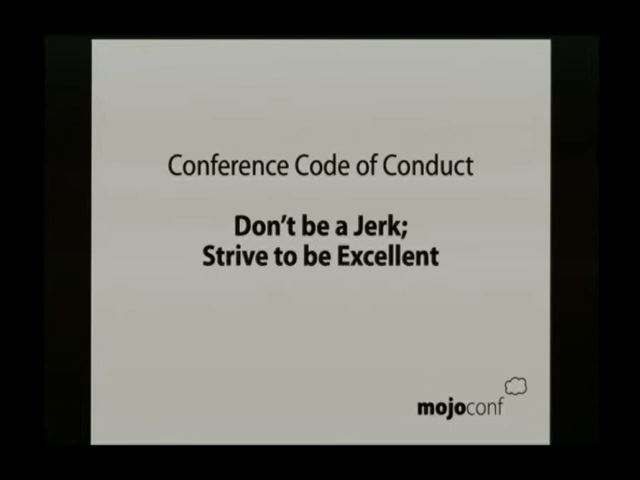 Conference Code of Conduct
Don't be a Jerk;
Strive to be Excellent
mojoconf